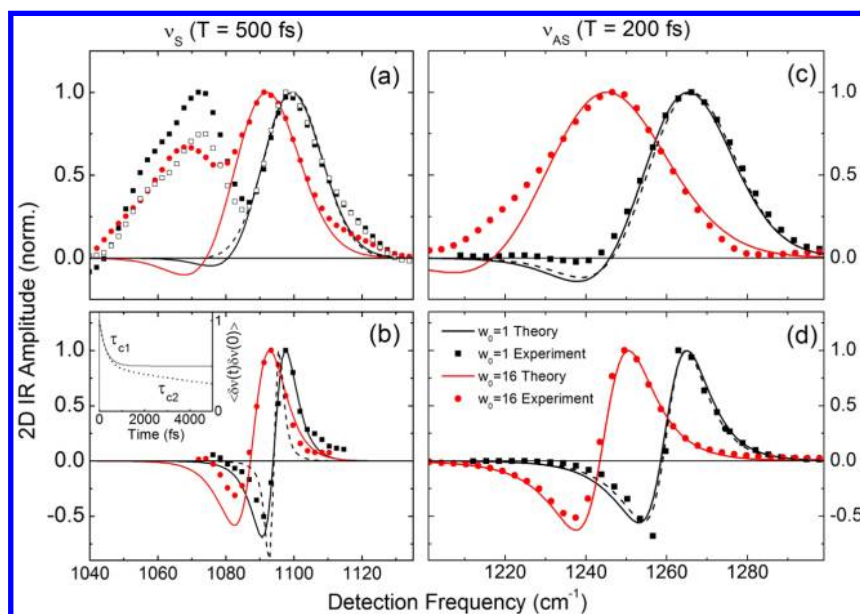 ν_S (T = 500 fs)
ν_AS (T = 200 fs)
2D IR Amplitude (norm.)
(a)
1.0
0.5
0.0
(c)
1.0
0.5
0.0
(b)
1.0
0.5
0.0
-0.5
τ_c1
τ_c2
1
0
<δν(t)δν(0)>
0
2000
4000
Time (fs)
(d)
w_0=1 Theory
w_0=1 Experiment
w_0=16 Theory
w_0=16 Experiment
1.0
0.5
0.0
-0.5
1040
1060
1080
1100
1120
1220
1240
1260
1280
Detection Frequency (cm⁻¹)